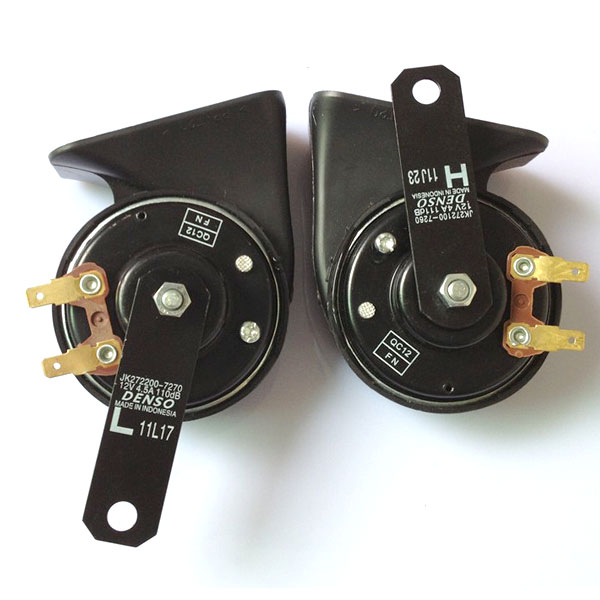 QC12
FN
JK272200-7270
12V 4.5A 110dB
DENSO
MADE IN INDONESIA
L 11L17
JK272100-7260
12V 4A 111dB
DENSO
MADE IN INDONESIA
H 11J23
QC12
FN